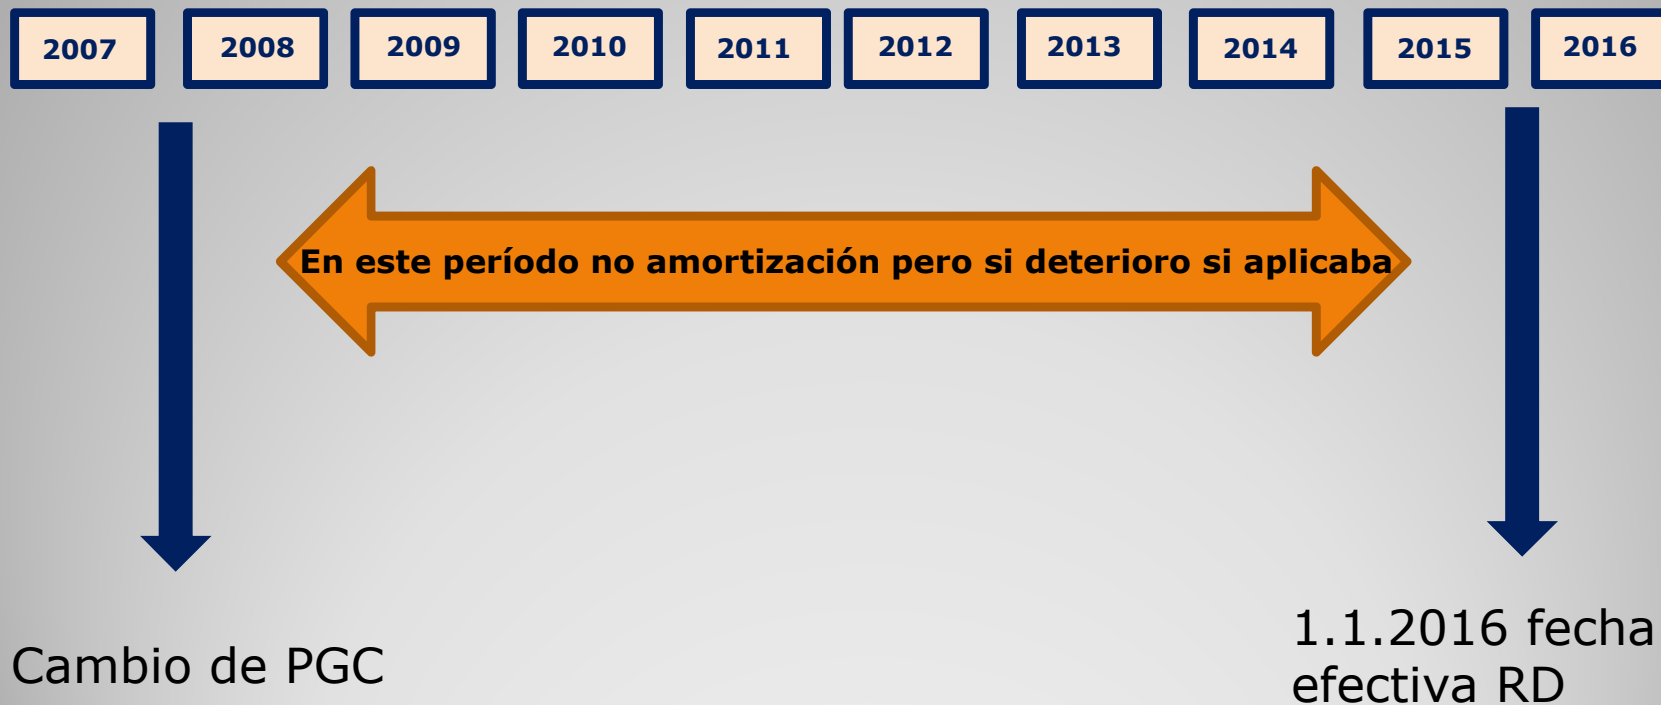 2007 2008 2009 2010 2011 2012 2013 2014 2015 2016
En este período no amortización pero si deterioro si aplicaba
Cambio de PGC
1.1.2016 fecha
efectiva RD